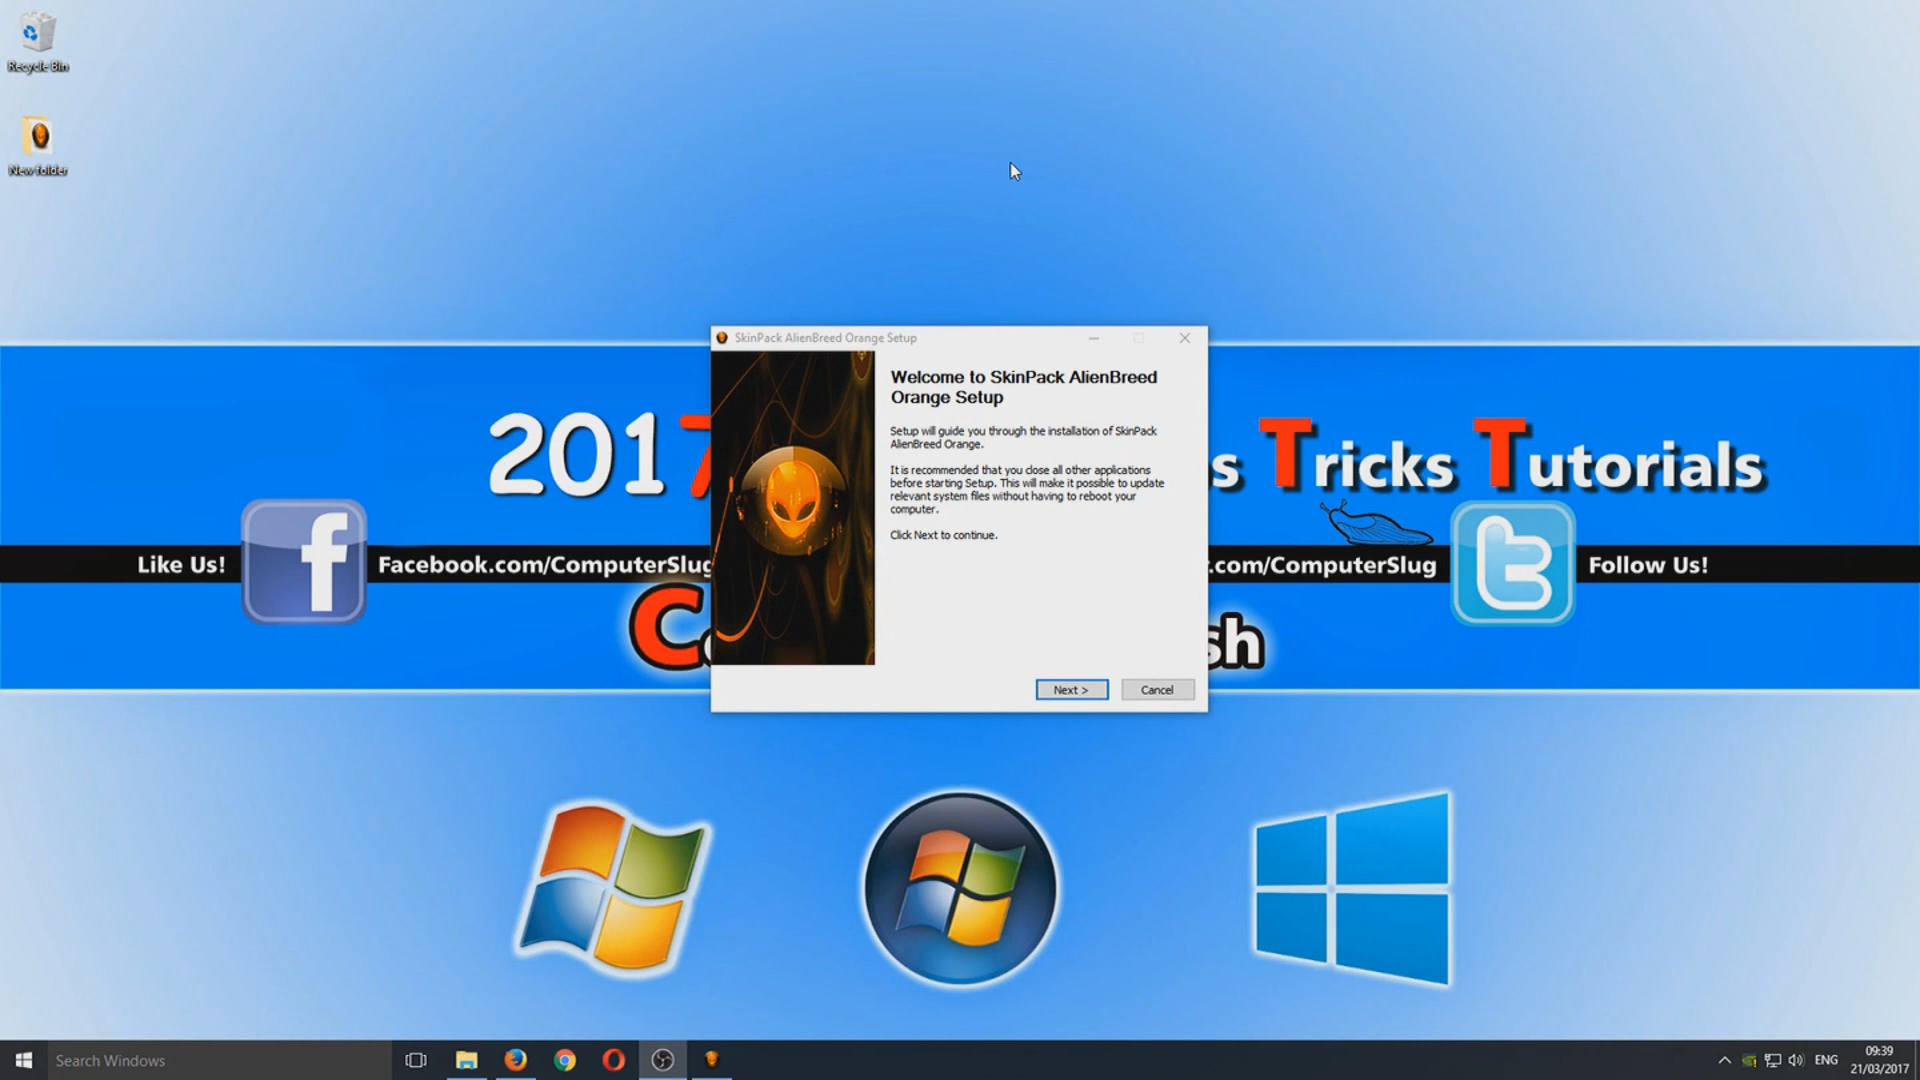 Recycle Bin
New folder
SkinPack AlienBreed Orange Setup
Welcome to SkinPack AlienBreed
Orange Setup
Setup will guide you through the installation of SkinPack
AlienBreed Orange.
It is recommended that you close all other applications
before starting Setup. This will make it possible to update
relevant system files without having to reboot your
computer.
Click Next to continue.
Next >
Cancel
2017
s Tricks Tutorials
Like Us!
f
Facebook.com/ComputerSlug
r.com/ComputerSlug
t
Follow Us!
C
sh
Search Windows
ENG
09:39
21/03/2017